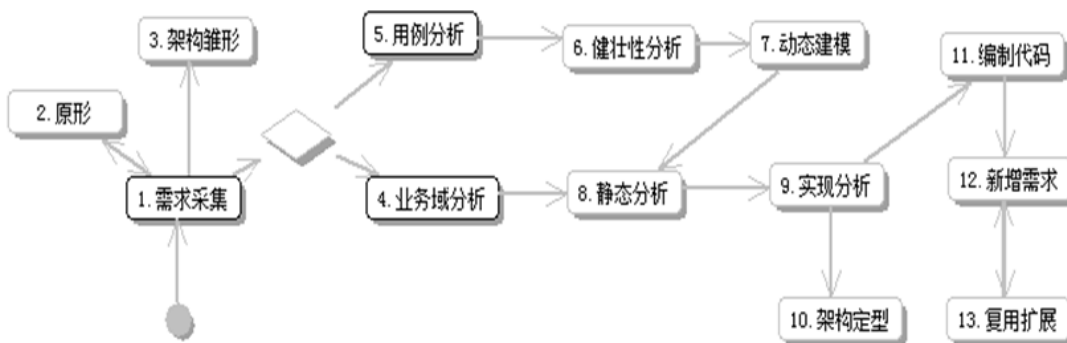 1.需求采集
2.原形
3.架构雏形
4.业务域分析
5.用例分析
6.健壮性分析
7.动态建模
8.静态分析
9.实现分析
10.架构定型
11.编制代码
12.新增需求
13.复用扩展